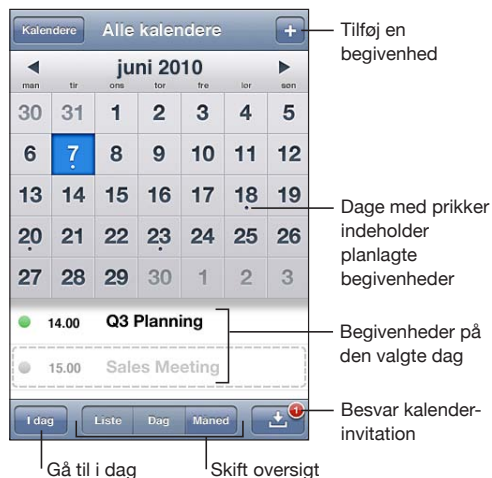 Kalendere Alle kalendere +
juni 2010
man tir ons tor fre lør søn
30 31 1 2 3 4 5
6 7 8 9 10 11 12
13 14 15 16 17 18 19
20 21 22 23 24 25 26
27 28 29 30 1 2 3
14.00 Q3 Planning
15.00 Sales Meeting
I dag Liste Dag Måned 1
Tilføj en
begivenhed
Dage med prikker
indeholder
planlagte
begivenheder
Begivenheder på
den valgte dag
Besvar kalender-
invitation
Gå til i dag
Skift oversigt